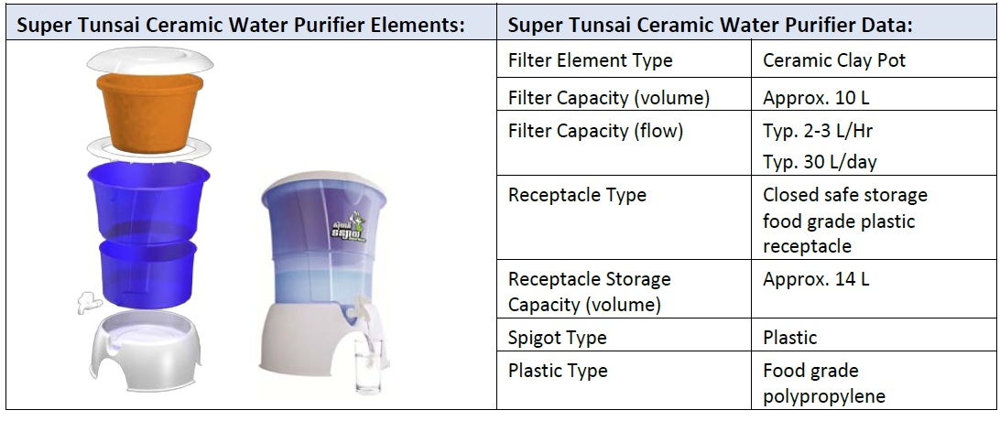 Super Tunsai Ceramic Water Purifier Elements:
Super Tunsai Ceramic Water Purifier Data:
Filter Element Type
Ceramic Clay Pot
Filter Capacity (volume)
Approx. 10 L
Filter Capacity (flow)
Typ. 2-3 L/Hr
Typ. 30 L/day
Receptacle Type
Closed safe storage
food grade plastic
receptacle
Receptacle Storage
Capacity (volume)
Approx. 14 L
Spigot Type
Plastic
Plastic Type
Food grade
polypropylene